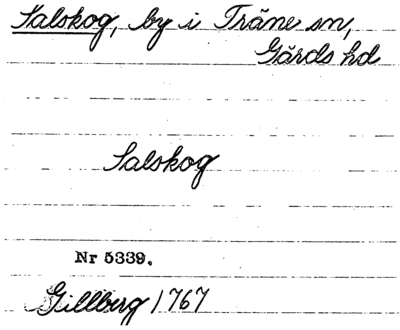 Salskog, by i Träne sn,
Gärds hd
Salskog
Nr 5339.
Gillberg 1767